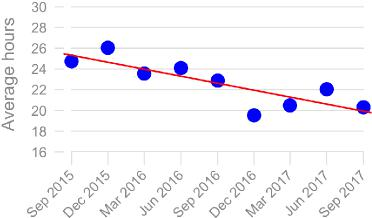 Average hours
30
28
26
24
22
20
18
16
Sep 2015
Dec 2015
Mar 2016
Jun 2016
Sep 2016
Dec 2016
Mar 2017
Jun 2017
Sep 2017